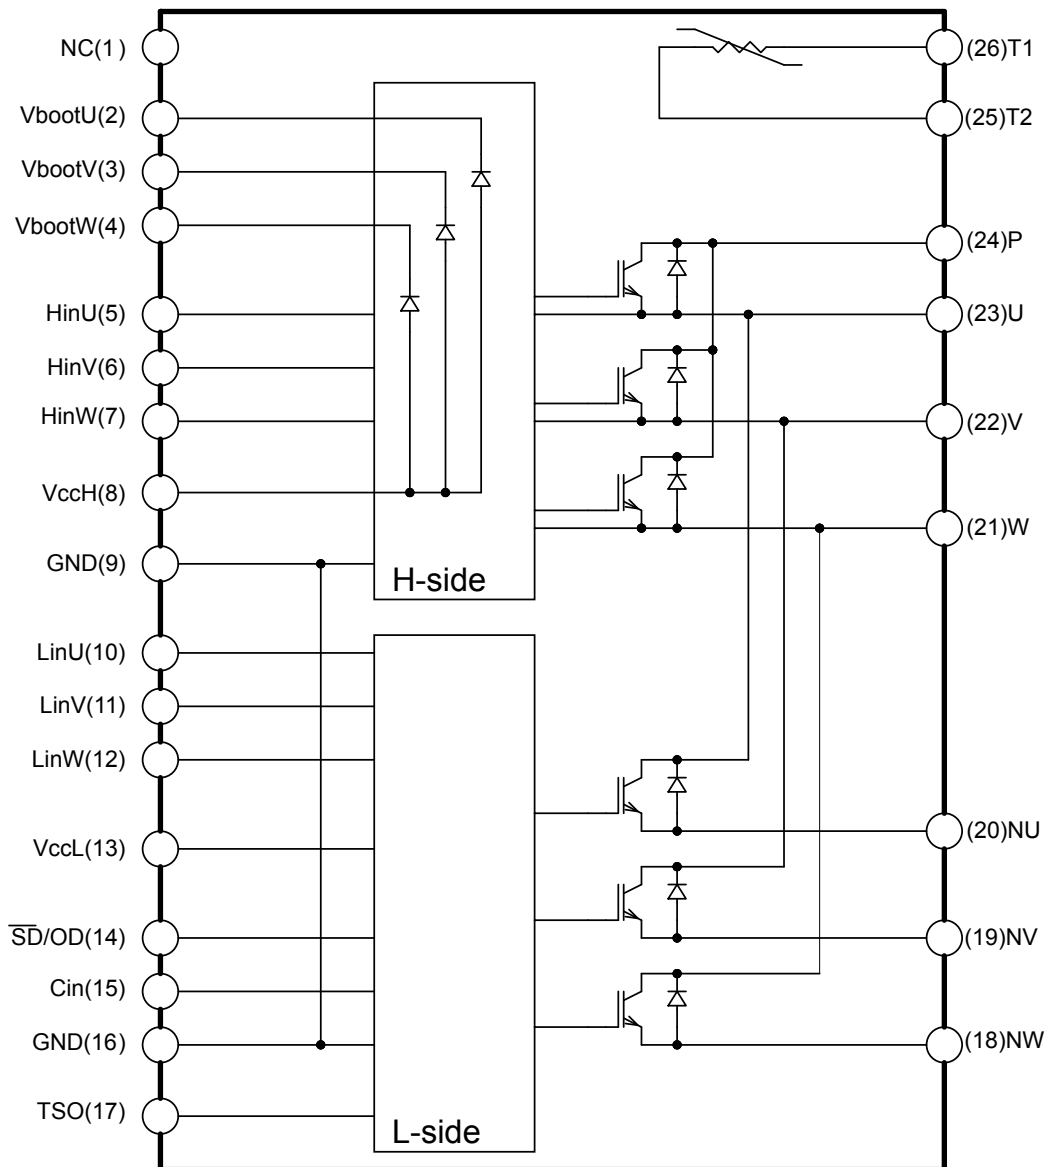 NC(1)
VbootU(2)
VbootV(3)
VbootW(4)
HinU(5)
HinV(6)
HinW(7)
VccH(8)
GND(9)
LinU(10)
LinV(11)
LinW(12)
VccL(13)
S̅D̅/OD(14)
Cin(15)
GND(16)
TSO(17)
H-side
L-side
(26)T1
(25)T2
(24)P
(23)U
(22)V
(21)W
(20)NU
(19)NV
(18)NW